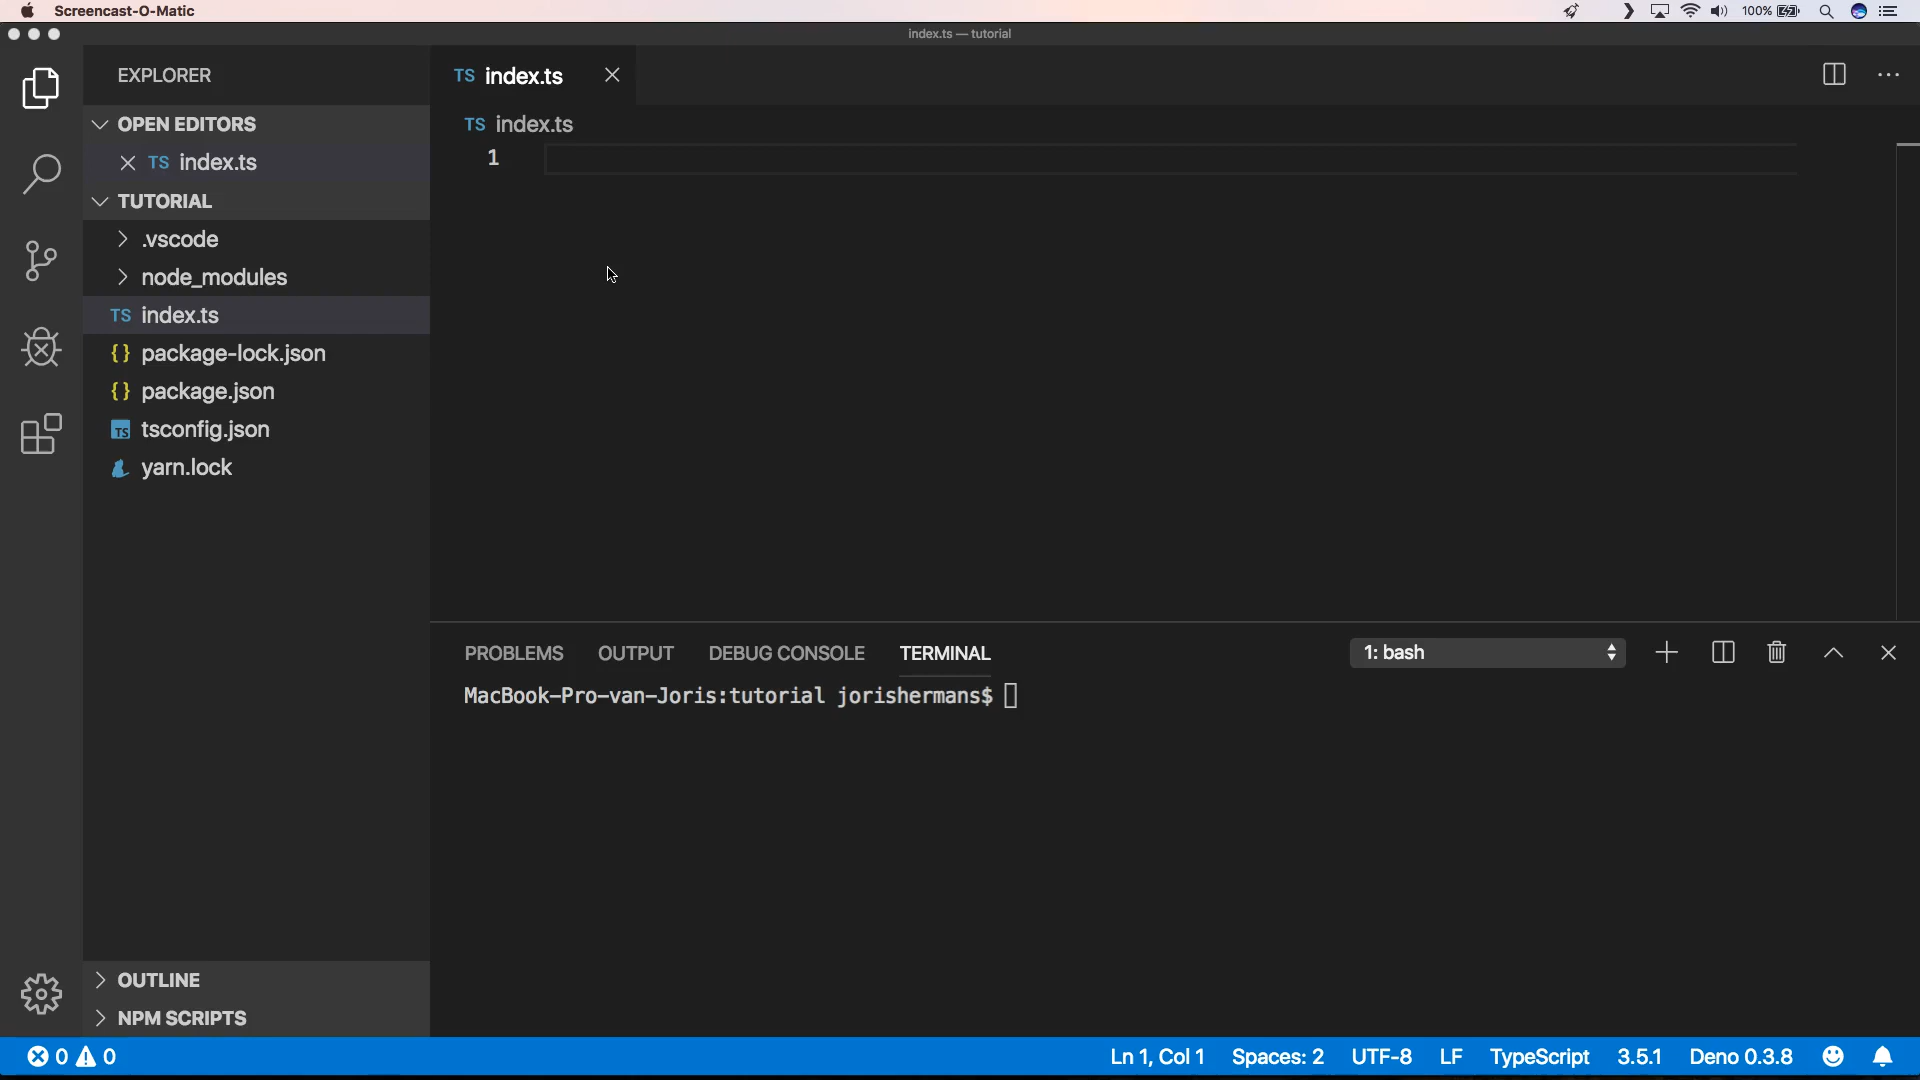 Screencast-O-Matic
100%
index.ts — tutorial
EXPLORER
OPEN EDITORS
TS index.ts
TUTORIAL
.vscode
node_modules
TS index.ts
{} package-lock.json
{} package.json
TS tsconfig.json
yarn.lock
OUTLINE
NPM SCRIPTS
TS index.ts
TS index.ts
1
PROBLEMS OUTPUT DEBUG CONSOLE TERMINAL
1: bash
MacBook-Pro-van-Joris:tutorial jorishermans$
0 0
Ln 1, Col 1 Spaces: 2 UTF-8 LF TypeScript 3.5.1 Deno 0.3.8